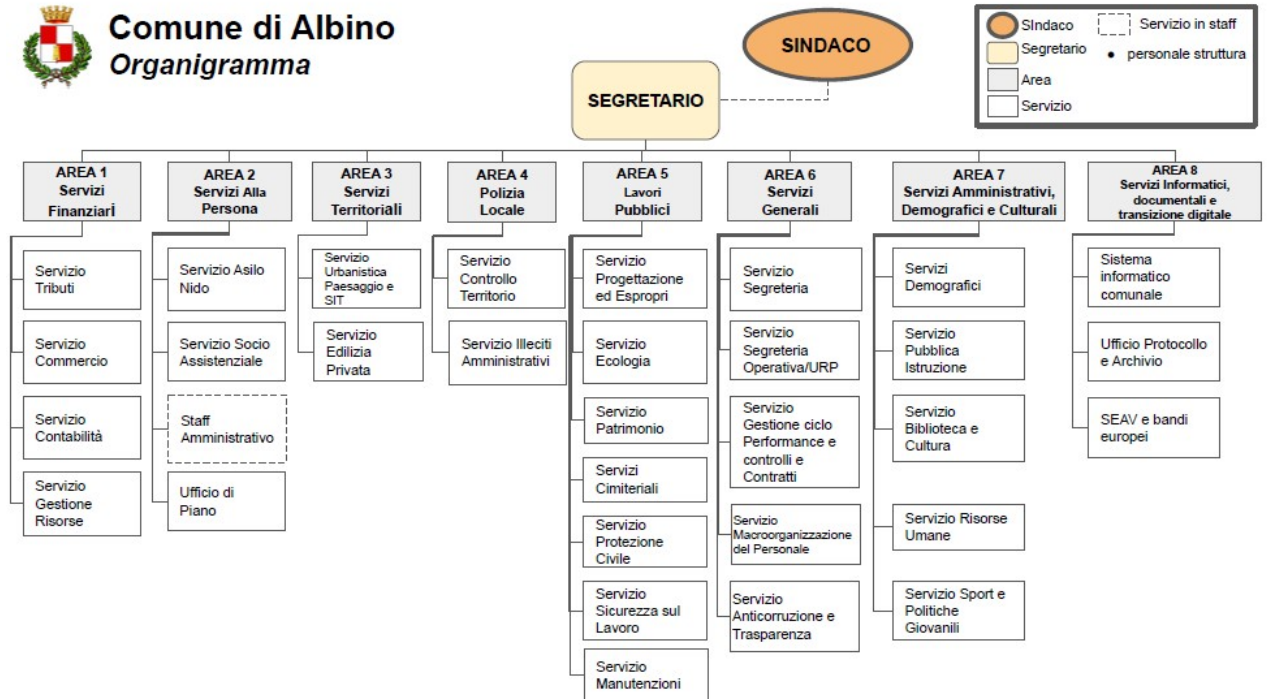 Comune di Albino
Organigramma
SINDACO
SEGRETARIO
SIndaco
Segretario
Area
Servizio
Servizio in staff
• personale struttura
AREA 1
Servizi
Finanziari
AREA 2
Servizi Alla
Persona
AREA 3
Servizi
Territoriali
AREA 4
Polizia
Locale
AREA 5
Lavori
Pubblici
AREA 6
Servizi
Generali
AREA 7
Servizi Amministrativi,
Demografici e Culturali
AREA 8
Servizi Informatici,
documentali e
transizione digitale
Servizio
Tributi
Servizio
Commercio
Servizio
Contabilità
Servizio
Gestione
Risorse
Servizio Asilo
Nido
Servizio Socio
Assistenziale
Staff
Amministrativo
Ufficio di
Piano
Servizio
Urbanistica
Paesaggio e
SIT
Servizio
Edilizia
Privata
Servizio
Controllo
Territorio
Servizio Illeciti
Amministrativi
Servizio
Progettazione
ed Espropri
Servizio
Ecologia
Servizio
Patrimonio
Servizi
Cimiteriali
Servizio
Protezione
Civile
Servizio
Sicurezza sul
Lavoro
Servizio
Manutenzioni
Servizio
Segreteria
Servizio
Segreteria
Operativa/URP
Servizio
Gestione ciclo
Performance e
controlli e
Contratti
Servizio
Macroorganizzazione
del Personale
Servizio
Anticorruzione e
Trasparenza
Servizi
Demografici
Servizio
Pubblica
Istruzione
Servizio
Biblioteca e
Cultura
Servizio Risorse
Umane
Servizio Sport e
Politiche
Giovanili
Sistema
informatico
comunale
Ufficio Protocollo
e Archivio
SEAV e bandi
europei